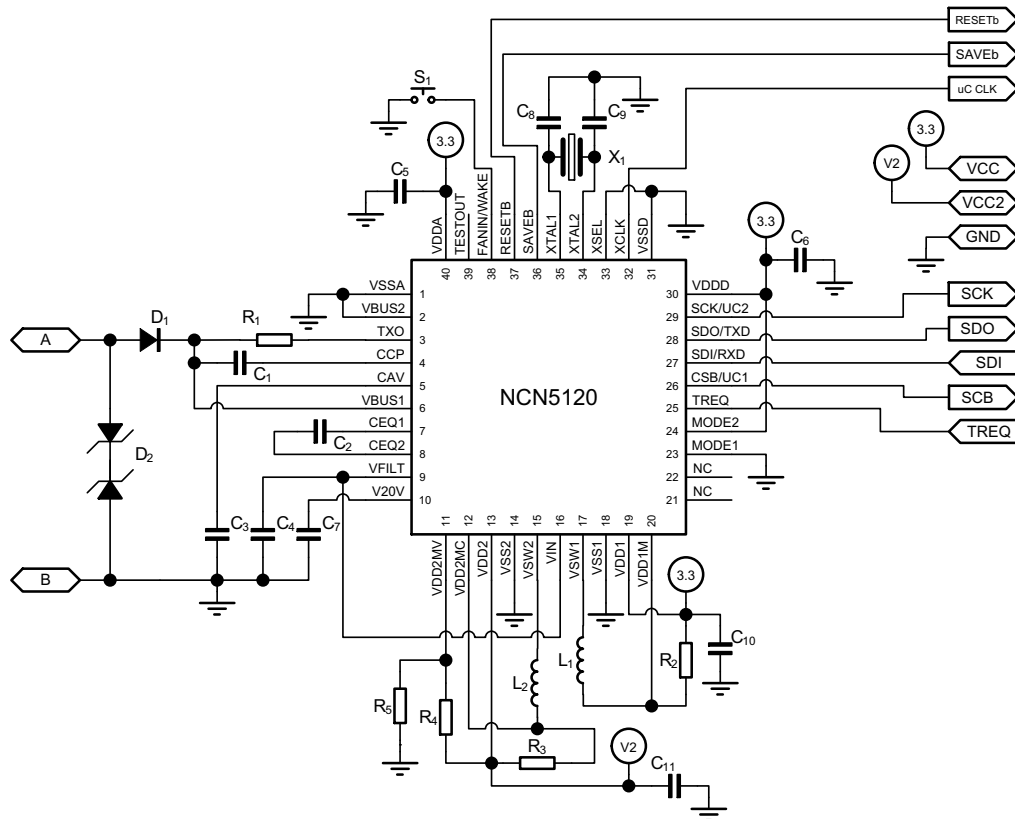 RESETb
SAVEb
uC CLK
S1
C8
C9
X1
3.3
C5
3.3
V2
VCC
VCC2
GND
3.3
C6
VDDA
TESTOUT
FANIN/WAKE
RESETB
SAVEB
XTAL1
XTAL2
XSEL
XCLK
VSSD
40
39
38
37
36
35
34
33
32
31
A
B
D1
D2
R1
C1
C2
C3
C4
C7
VSSA
1
VBUS2
2
TXO
3
CCP
4
CAV
5
VBUS1
6
CEQ1
7
CEQ2
8
VFILT
9
V20V
10
NCN5120
30
VDDD
29
SCK/UC2
28
SDO/TXD
27
SDI/RXD
26
CSB/UC1
25
TREQ
24
MODE2
23
MODE1
22
NC
21
NC
SCK
SDO
SDI
SCB
TREQ
11
12
13
14
15
16
17
18
19
20
VDD2MV
VDD2MC
VDD2
VSS2
VSW2
VIN
VSW1
VSS1
VDD1
VDD1M
3.3
L1
R2
C10
L2
R5
R4
R3
V2
C11